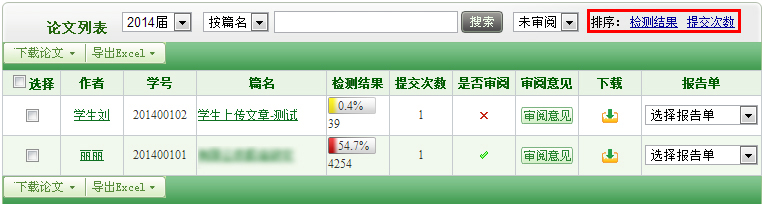 论文列表 2014届 按篇名 搜索 未审阅 排序： 检测结果 提交次数
下载论文 导出Excel
选择 作者 学号 篇名 检测结果 提交次数 是否审阅 审阅意见 下载 报告单
学生刘 201400102 学生上传文章-测试 0.4% 39 1 审阅意见 选择报告单
丽丽 201400101 54.7% 4254 1 审阅意见 选择报告单
下载论文 导出Excel